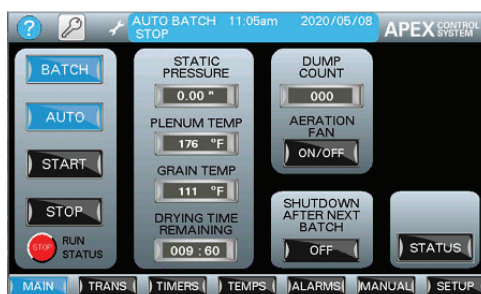 ?
AUTO BATCH 11:05am 2020/05/08
STOP
APEX CONTROL SYSTEM
BATCH
AUTO
START
STOP
STOP
RUN
STATUS
STATIC
PRESSURE
0.00 "
PLENUM TEMP
176 °F
GRAIN TEMP
111 °F
DRYING TIME
REMAINING
009 : 60
DUMP
COUNT
000
AERATION
FAN
ON/OFF
SHUTDOWN
AFTER NEXT
BATCH
OFF
STATUS
MAIN TRANS TIMERS TEMPS ALARMS MANUAL SETUP